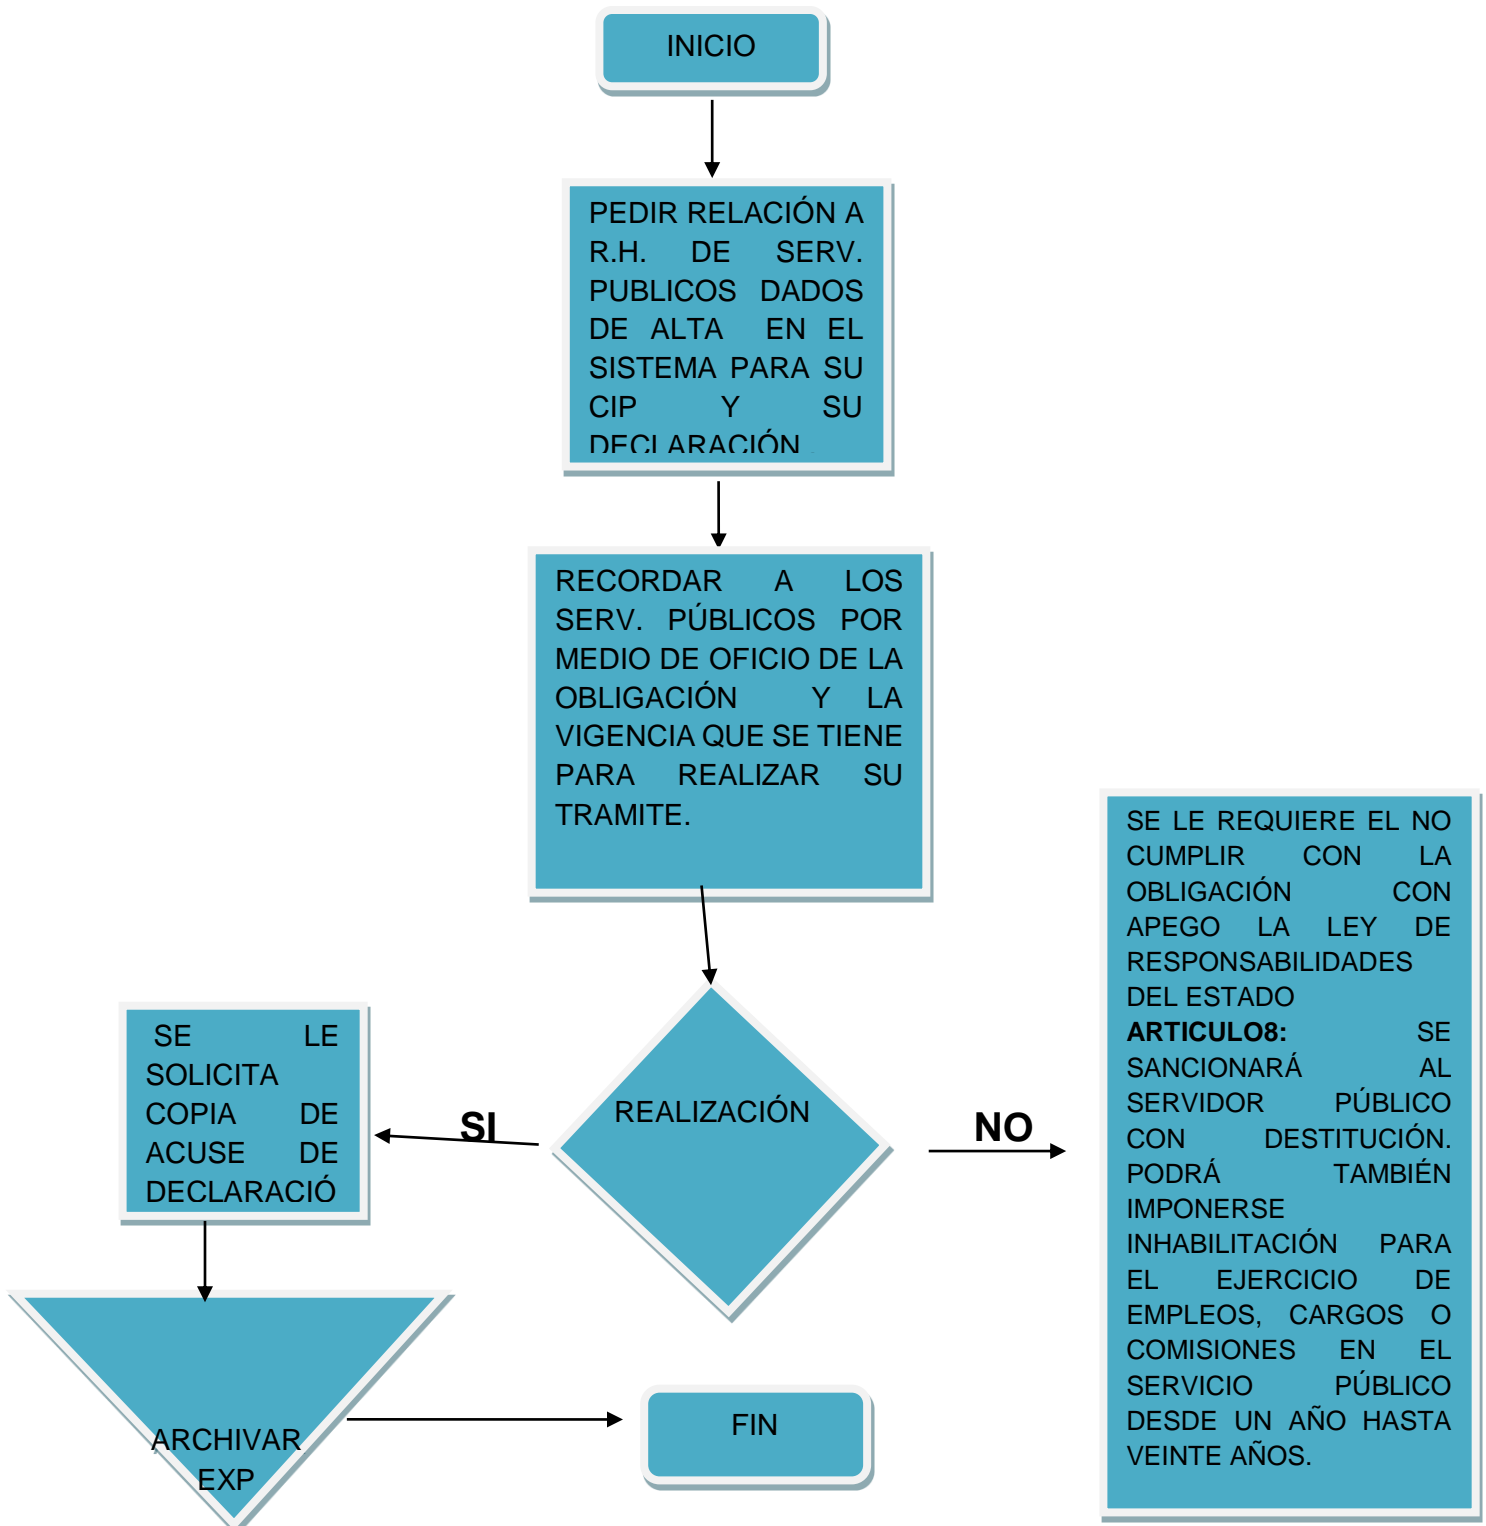 INICIO
PEDIR RELACIÓN A
R.H. DE SERV.
PUBLICOS DADOS
DE ALTA EN EL
SISTEMA PARA SU
CIP Y SU
DECLARACIÓN .
RECORDAR A LOS
SERV. PÚBLICOS POR
MEDIO DE OFICIO DE LA
OBLIGACIÓN Y LA
VIGENCIA QUE SE TIENE
PARA REALIZAR SU
TRAMITE.
REALIZACIÓN
SI
NO
SE LE
SOLICITA
COPIA DE
ACUSE DE
DECLARACIÓ
ARCHIVAR
EXP
FIN
SE LE REQUIERE EL NO
CUMPLIR CON LA
OBLIGACIÓN CON
APEGO LA LEY DE
RESPONSABILIDADES
DEL ESTADO
ARTICULO8: SE
SANCIONARÁ AL
SERVIDOR PÚBLICO
CON DESTITUCIÓN.
PODRÁ TAMBIÉN
IMPONERSE
INHABILITACIÓN PARA
EL EJERCICIO DE
EMPLEOS, CARGOS O
COMISIONES EN EL
SERVICIO PÚBLICO
DESDE UN AÑO HASTA
VEINTE AÑOS.